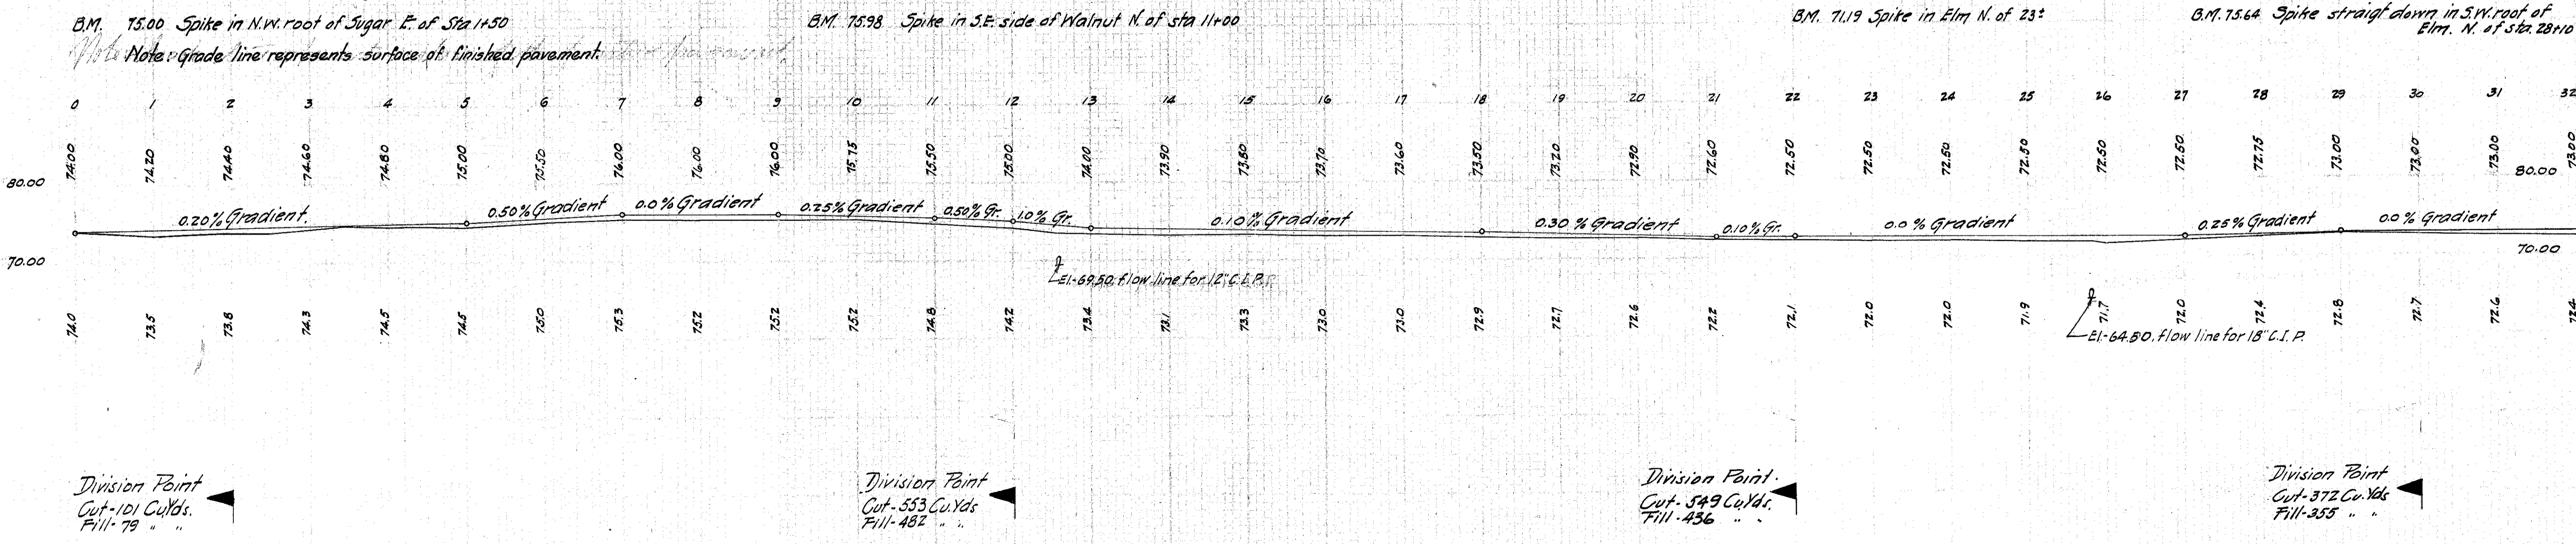 B.M. 75.00 Spike in N.W. root of Sugar E. of Sta 1+50
B.M. 75.98 Spike in S.E. side of Walnut N. of sta 11+00
B.M. 71.19 Spike in Elm N. of 23±
B.M. 75.64 Spike straigt down in S.W. root of
Elm. N. of sta. 28+10
Note: Grade line represents surface of finished pavement.
0 1 2 3 4 5 6 7 8 9 10 11 12 13 14 15 16 17 18 19 20 21 22 23 24 25 26 27 28 29 30 31 32
74.00 74.20 74.40 74.60 74.80 75.00 75.50 76.00 76.00 76.00 75.75 75.50 75.00 74.00 73.90 73.80 73.70 73.60 73.50 73.20 72.90 72.60 72.50 72.50 72.50 72.50 72.50 72.50 72.75 73.00 73.00 73.00 73.00
80.00 80.00
0.20% Gradient. 0.50% Gradient 0.0% Gradient 0.25% Gradient 0.50% Gr. 1.0% Gr. 0.10% Gradient 0.30% Gradient 0.10% Gr. 0.0% Gradient 0.25% Gradient 0.0% Gradient
70.00 70.00
El-69.50 flow line for 12" C.I.P.
74.0 73.5 73.8 74.3 74.5 74.5 75.0 75.3 75.2 75.2 75.2 74.8 74.2 73.4 73.1 73.3 73.0 73.0 72.9 72.7 72.6 72.2 72.1 72.0 72.0 71.9 71.7 72.0 72.4 72.8 72.7 72.6 72.4
El-64.50. flow line for 18" C.I.P.
Division Point
Cut-101 Cu.Yds.
Fill-79 " "
Division Point
Cut-553 Cu.Yds
Fill-482 " "
Division Point.
Cut-549 Cu.Yds.
Fill-436 " "
Division Point
Cut-372 Cu.Yds
Fill-355 " "